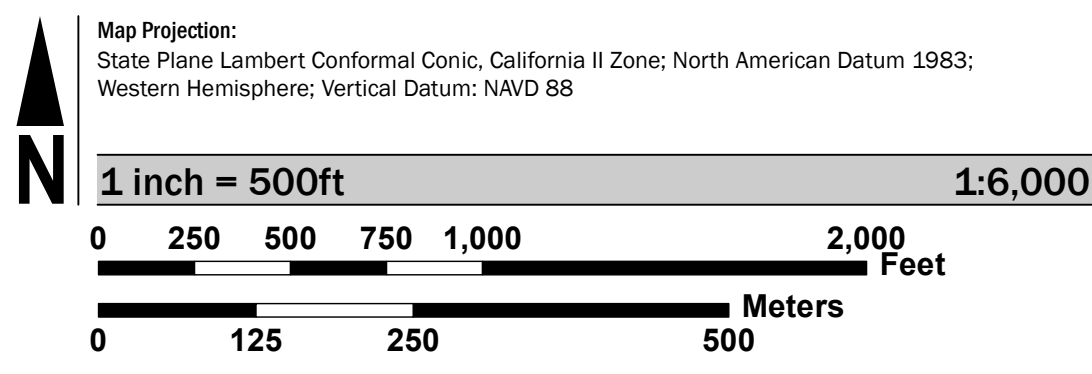 Map Projection:
State Plane Lambert Conformal Conic, California II Zone; North American Datum 1983;
Western Hemisphere; Vertical Datum: NAVD 88
N
1 inch = 500ft 1:6,000
0 250 500 750 1,000 2,000
Feet
Meters
0 125 250 500